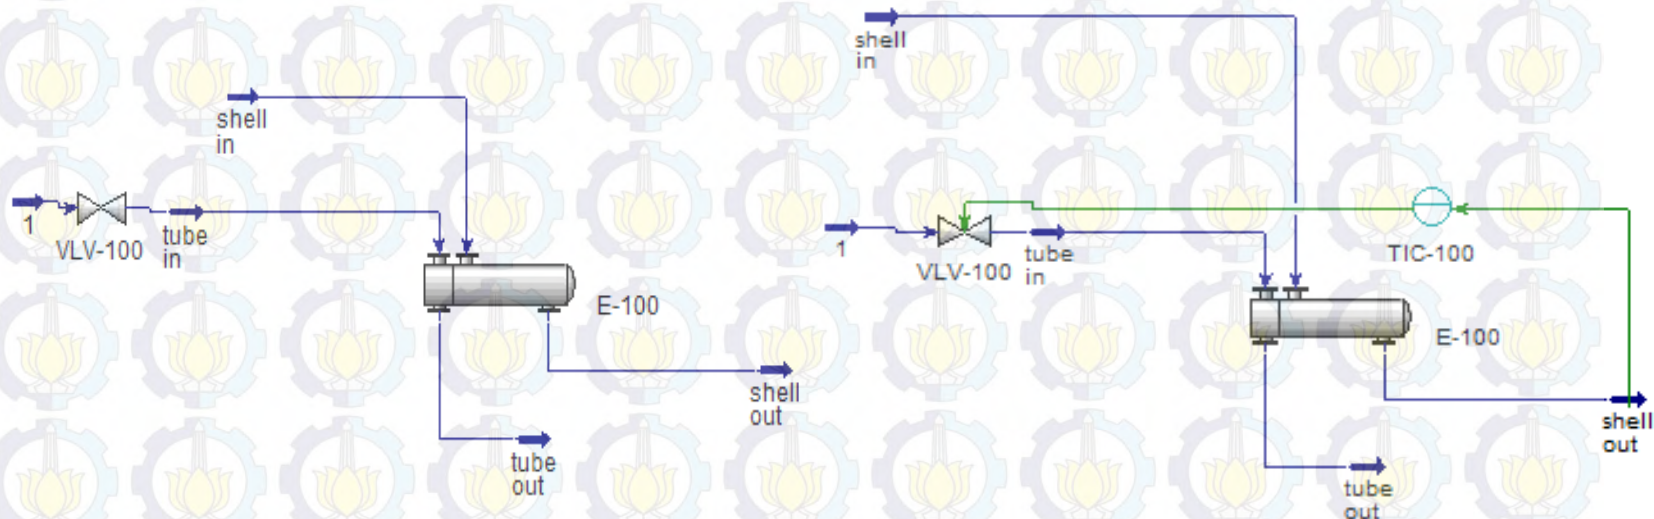 shell
in
1
VLV-100
tube
in
E-100
shell
out
tube
out
shell
in
1
VLV-100
tube
in
TIC-100
E-100
shell
out
tube
out